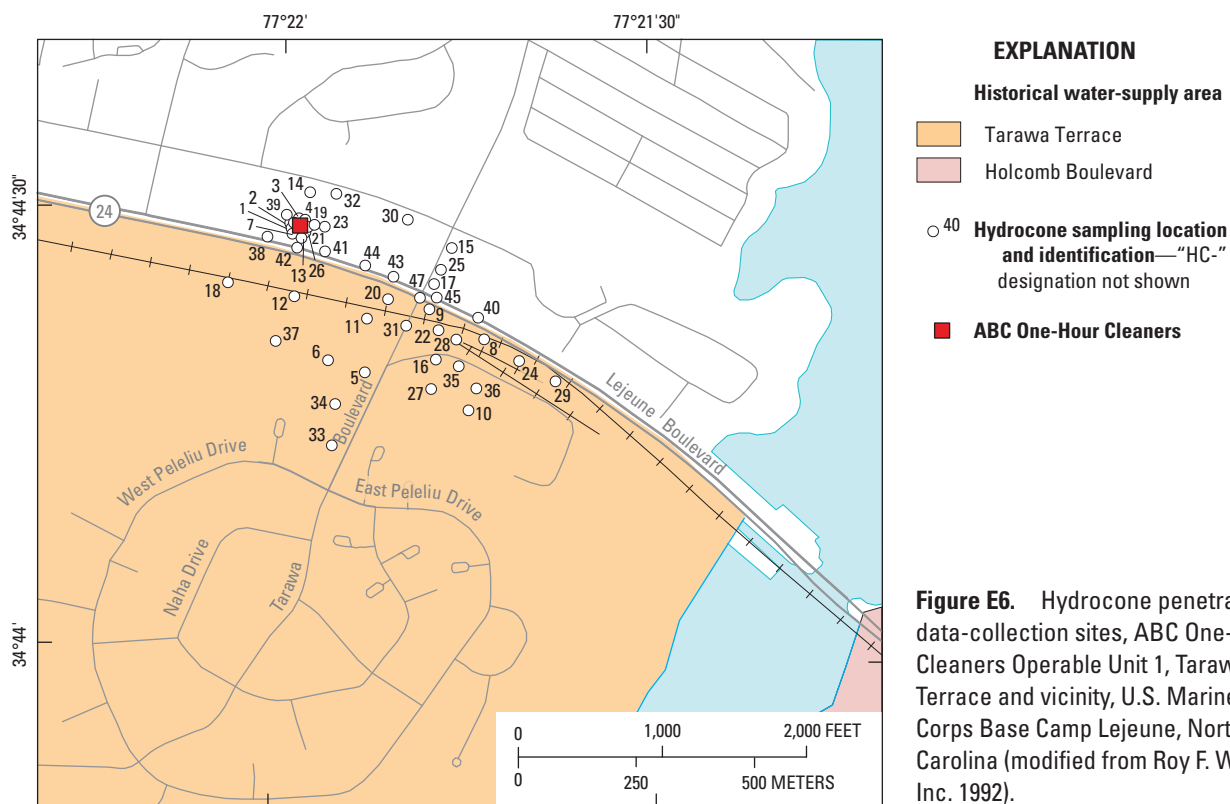 77°22'
77°21'30"
34°44'30"
34°44'
24
3
14
32
2
39
4
19
30
1
23
7
21
41
15
38
42
44
25
26
43
13
47
17
18
20
45
12
9
40
11
31
22
37
28
8
6
16
24
5
35
29
27
36
34
10
33
Lejeune Boulevard
Boulevard
West Peleliu Drive
East Peleliu Drive
Naha Drive
Tarawa
0 1,000 2,000 FEET
0 250 500 METERS
EXPLANATION
Historical water-supply area
Tarawa Terrace
Holcomb Boulevard
40 Hydrocone sampling location
and identification—"HC-"
designation not shown
ABC One-Hour Cleaners
Figure E6. Hydrocone penetra
data-collection sites, ABC One-
Cleaners Operable Unit 1, Taraw
Terrace and vicinity, U.S. Marine
Corps Base Camp Lejeune, Nort
Carolina (modified from Roy F. W
Inc. 1992).